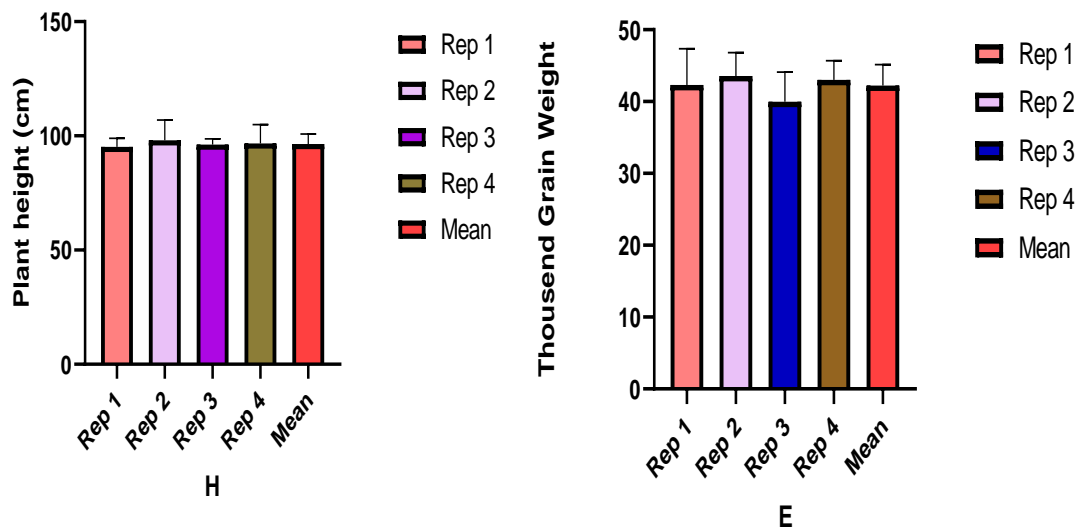 Plant height (cm)
150
100
50
0
Rep 1
Rep 2
Rep 3
Rep 4
Mean
H
Rep 1
Rep 2
Rep 3
Rep 4
Mean
Thousend Grain Weight
50
40
30
20
10
0
Rep 1
Rep 2
Rep 3
Rep 4
Mean
E
Rep 1
Rep 2
Rep 3
Rep 4
Mean